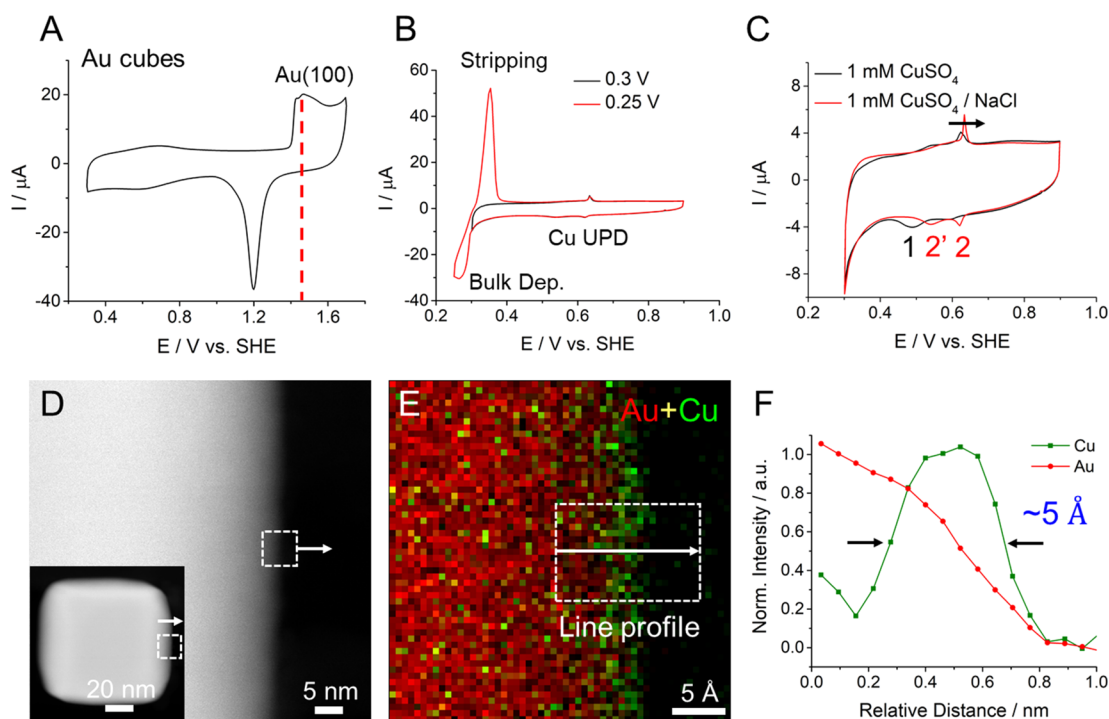 A
Au cubes
Au(100)
I / μA
20
0
-20
-40
0.4
0.8
1.2
1.6
E / V vs. SHE
B
Stripping
0.3 V
0.25 V
I / μA
60
40
20
0
-20
-40
Cu UPD
Bulk Dep.
0.4
0.6
0.8
1.0
E / V vs. SHE
C
1 mM CuSO₄
1 mM CuSO₄ / NaCl
I / μA
8
4
0
-4
-8
1 2' 2
0.2
0.4
0.6
0.8
1.0
E / V vs. SHE
D
20 nm
5 nm
E
Au+Cu
Line profile
5 Å
F
Cu
Au
~5 Å
Norm. Intensity / a.u.
1.0
0.8
0.6
0.4
0.2
0.0
0.0
0.2
0.4
0.6
0.8
1.0
Relative Distance / nm